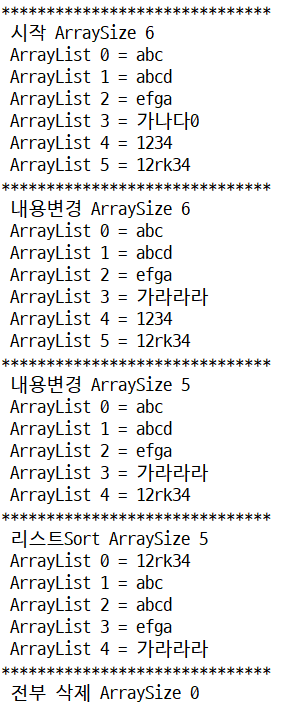 ******************************
시작 ArraySize 6
ArrayList 0 = abc
ArrayList 1 = abcd
ArrayList 2 = efga
ArrayList 3 = 가나다0
ArrayList 4 = 1234
ArrayList 5 = 12rk34
******************************
내용변경 ArraySize 6
ArrayList 0 = abc
ArrayList 1 = abcd
ArrayList 2 = efga
ArrayList 3 = 가라라라
ArrayList 4 = 1234
ArrayList 5 = 12rk34
******************************
내용변경 ArraySize 5
ArrayList 0 = abc
ArrayList 1 = abcd
ArrayList 2 = efga
ArrayList 3 = 가라라라
ArrayList 4 = 12rk34
******************************
리스트Sort ArraySize 5
ArrayList 0 = 12rk34
ArrayList 1 = abc
ArrayList 2 = abcd
ArrayList 3 = efga
ArrayList 4 = 가라라라
******************************
전부 삭제 ArraySize 0